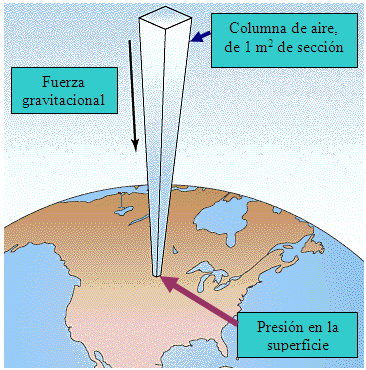 Columna de aire,
de 1 m² de sección
Fuerza
gravitacional
Presión en la
superficie